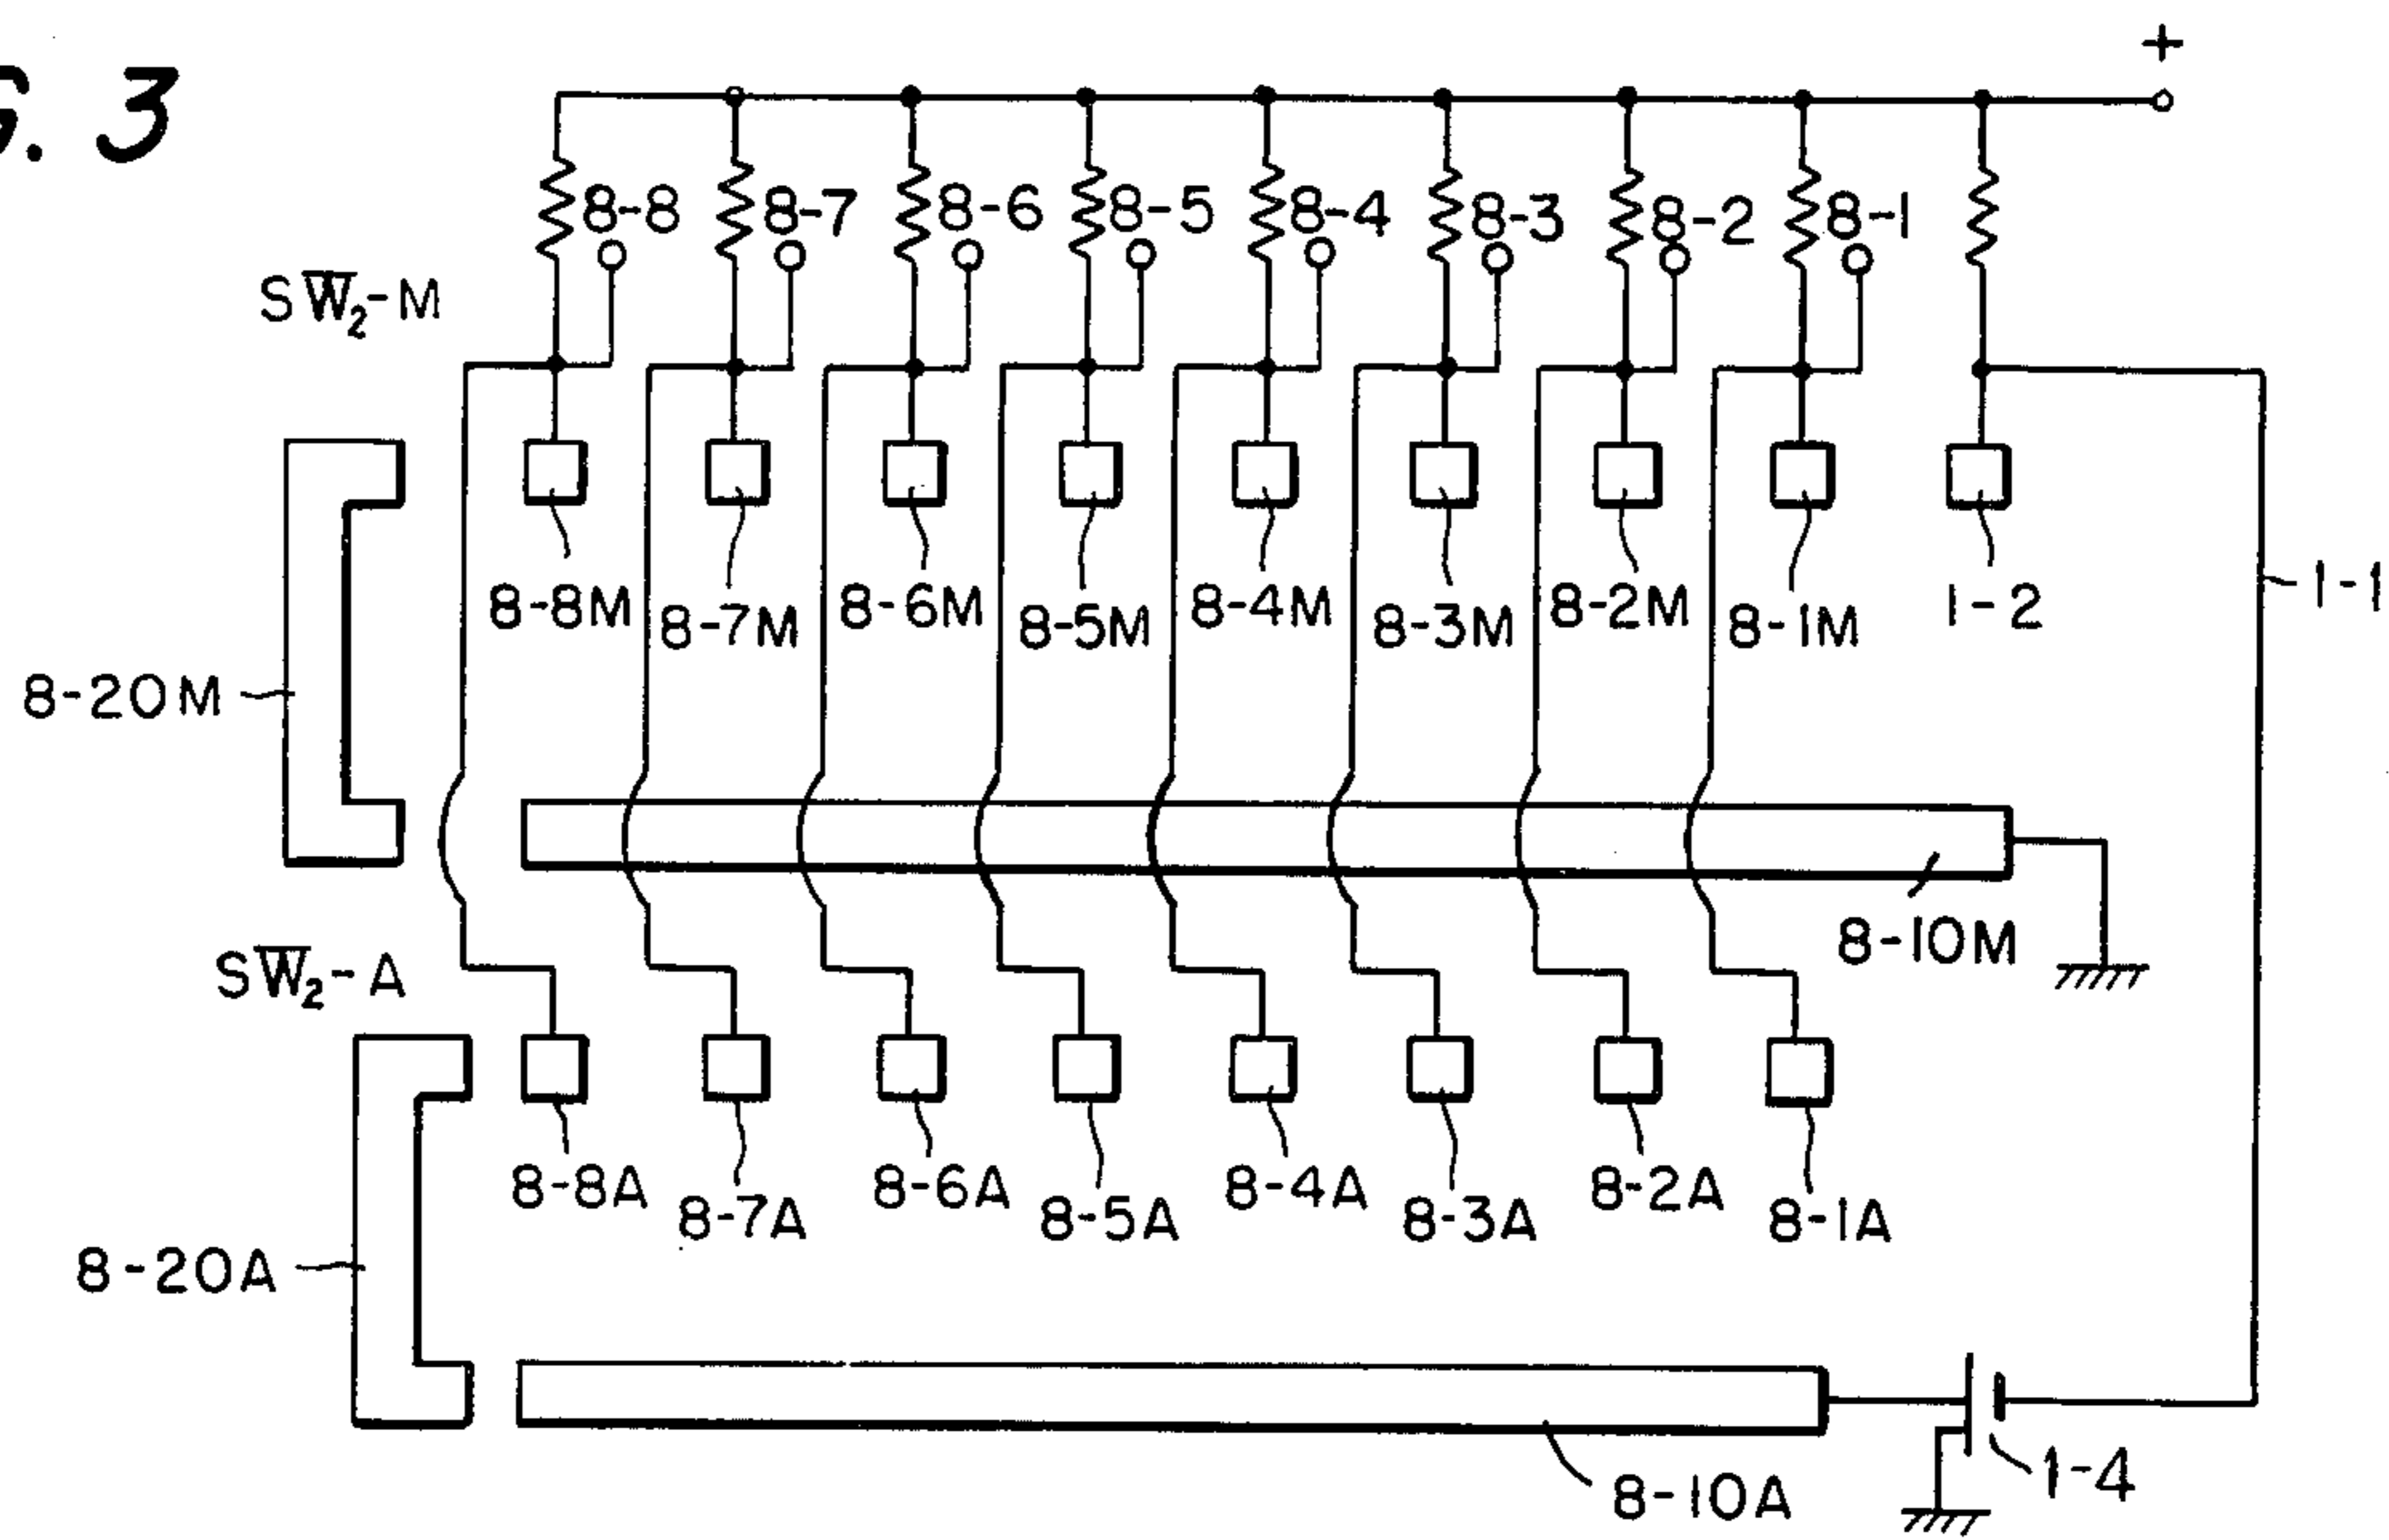 G. 3
+
8-8 8-7 8-6 8-5 8-4 8-3 8-2 8-1
SW₂-M
8-8M 8-7M 8-6M 8-5M 8-4M 8-3M 8-2M 8-1M 1-2
1-1
8-20M
8-10M
SW₂-A
8-8A 8-7A 8-6A 8-5A 8-4A 8-3A 8-2A 8-1A
8-20A
1-4
8-10A